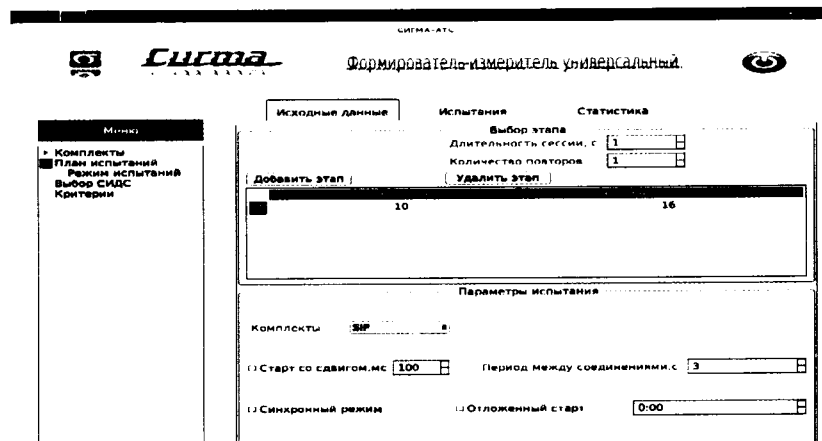 СИГМА-АТС
Сигма
Формирователь-измеритель универсальный
Исходные данные Испытания Статистика
Меню
Комплекты
План испытаний
Режим испытаний
Выбор СИДС
Критерии
Выбор этапа
Длительность сессии, с 1
Количество повторов 1
Добавить этап Удалить этап
10 16
Параметры испытания
Комплекты SIP
Старт со сдвигом,мс 100 Период между соединениями,с 3
Синхронный режим Отложенный старт 0:00